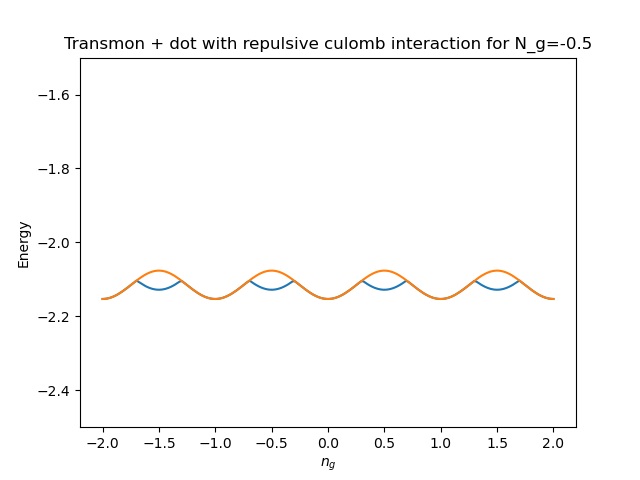 Transmon + dot with repulsive culomb interaction for N_g=-0.5
Energy
−1.6
−1.8
−2.0
−2.2
−2.4
−2.0 −1.5 −1.0 −0.5 0.0 0.5 1.0 1.5 2.0
n_g